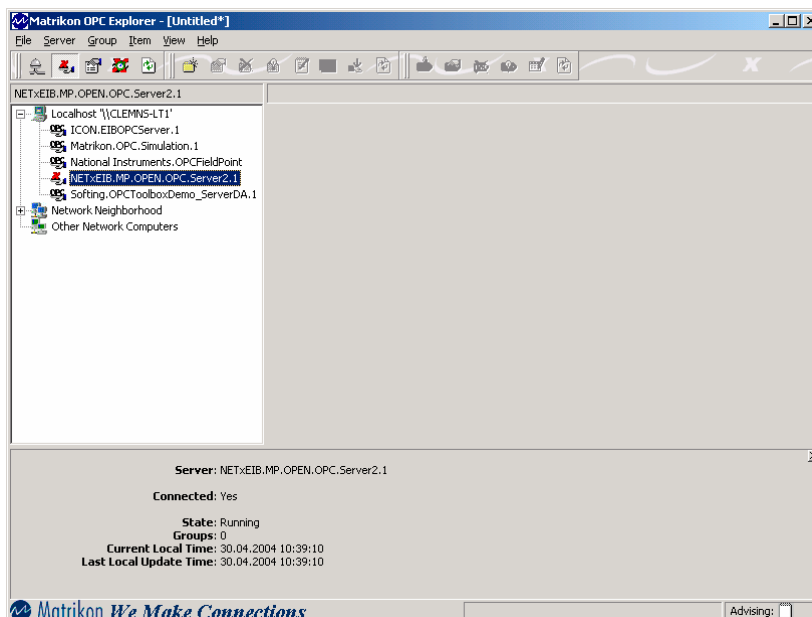 Matrikon OPC Explorer - [Untitled*]
File Server Group Item View Help
NETxEIB.MP.OPEN.OPC.Server2.1
Localhost '\\CLEMNS-LT1'
ICON.EIBOPCServer.1
Matrikon.OPC.Simulation.1
National Instruments.OPCFieldPoint
NETxEIB.MP.OPEN.OPC.Server2.1
Softing.OPCToolboxDemo_ServerDA.1
Network Neighborhood
Other Network Computers
Server: NETxEIB.MP.OPEN.OPC.Server2.1
Connected: Yes
State: Running
Groups: 0
Current Local Time: 30.04.2004 10:39:10
Last Local Update Time: 30.04.2004 10:39:10
Matrikon We Make Connections
Advising: